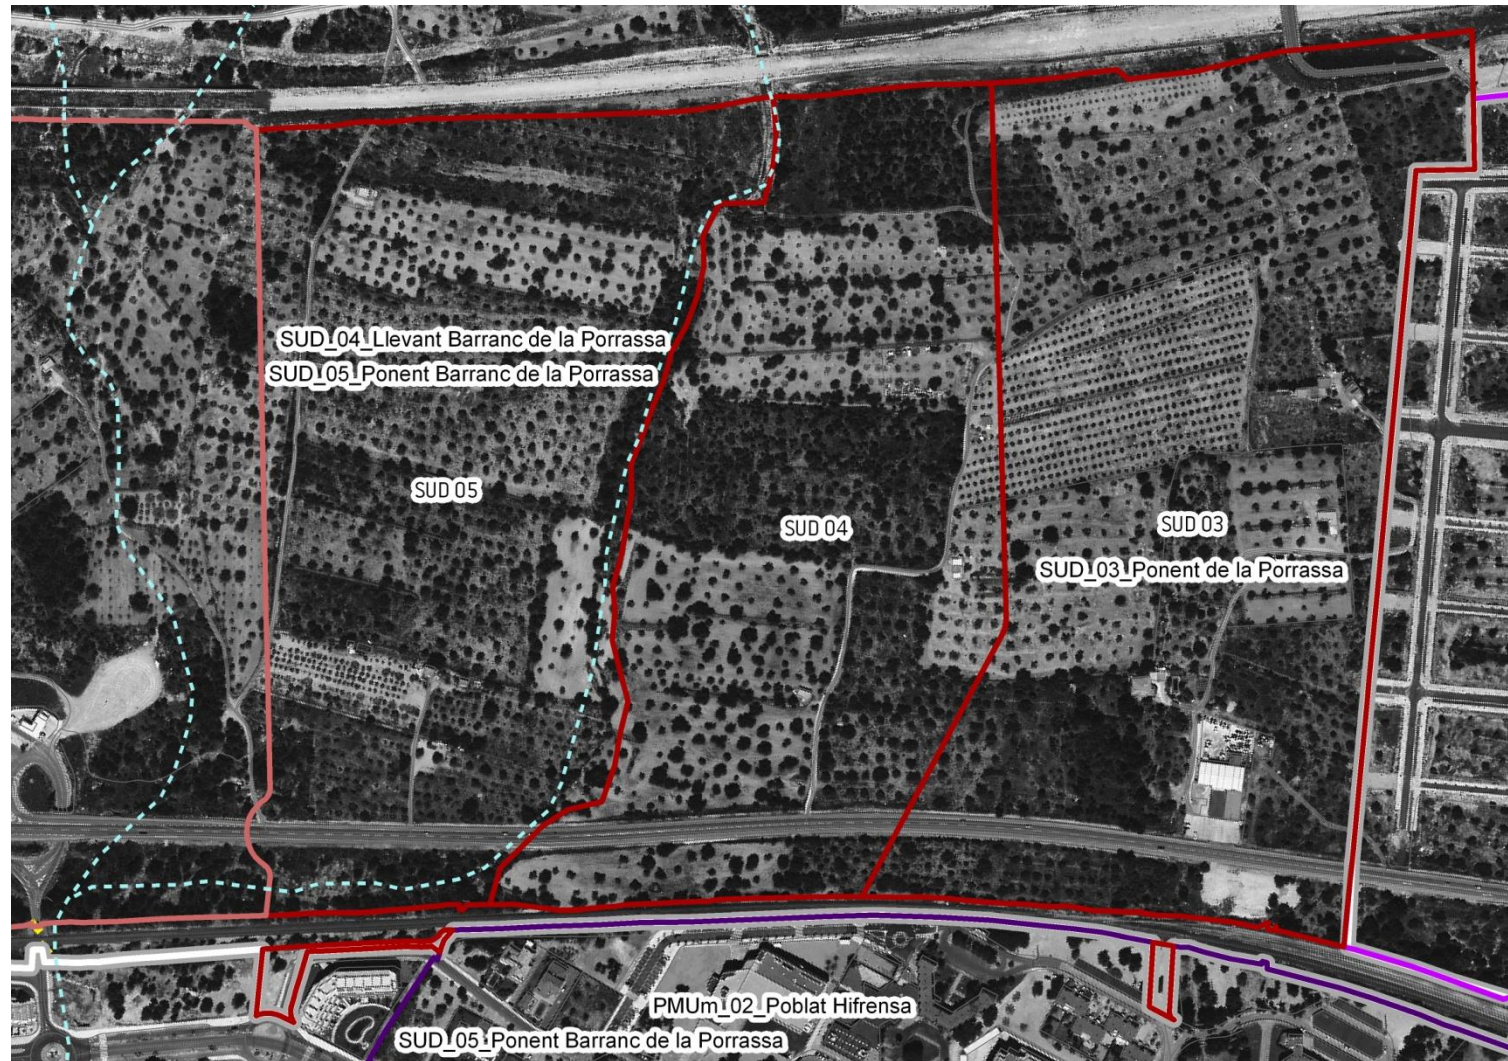 SUD_04_Llevant Barranc de la Porrassa
SUD_05_Ponent Barranc de la Porrassa
SUD 05
SUD 04
SUD 03
SUD_03_Ponent de la Porrassa
PMUm_02_Poblat Hifrensa
SUD_05_Ponent Barranc de la Porrassa